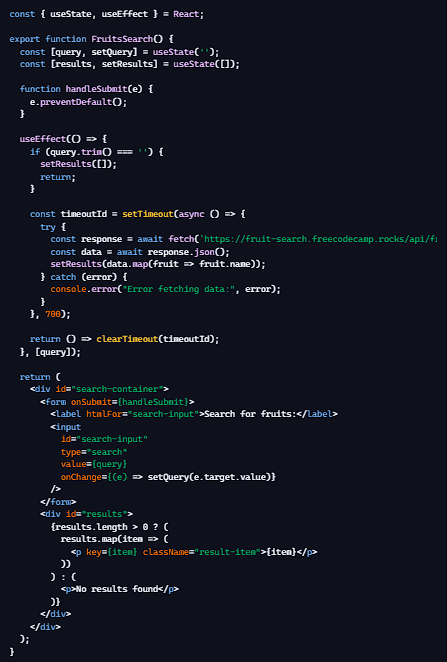 const { useState, useEffect } = React;

export function FruitsSearch() {
  const [query, setQuery] = useState('');
  const [results, setResults] = useState([]);

  function handleSubmit(e) {
    e.preventDefault();
  }

  useEffect(() => {
    if (query.trim() === '') {
      setResults([]);
      return;
    }

    const timeoutId = setTimeout(async () => {
      try {
        const response = await fetch(`https://fruit-search.freecodecamp.rocks/api/fr
        const data = await response.json();
        setResults(data.map(fruit => fruit.name));
      } catch (error) {
        console.error("Error fetching data:", error);
      }
    }, 700);

    return () => clearTimeout(timeoutId);
  }, [query]);

  return (
    <div id="search-container">
      <form onSubmit={handleSubmit}>
        <label htmlFor="search-input">Search for fruits:</label>
        <input
          id="search-input"
          type="search"
          value={query}
          onChange={(e) => setQuery(e.target.value)}
        />
      </form>
      <div id="results">
        {results.length > 0 ? (
          results.map(item => (
            <p key={item} className="result-item">{item}</p>
          ))
        ) : (
          <p>No results found</p>
        )}
      </div>
    </div>
  );
}